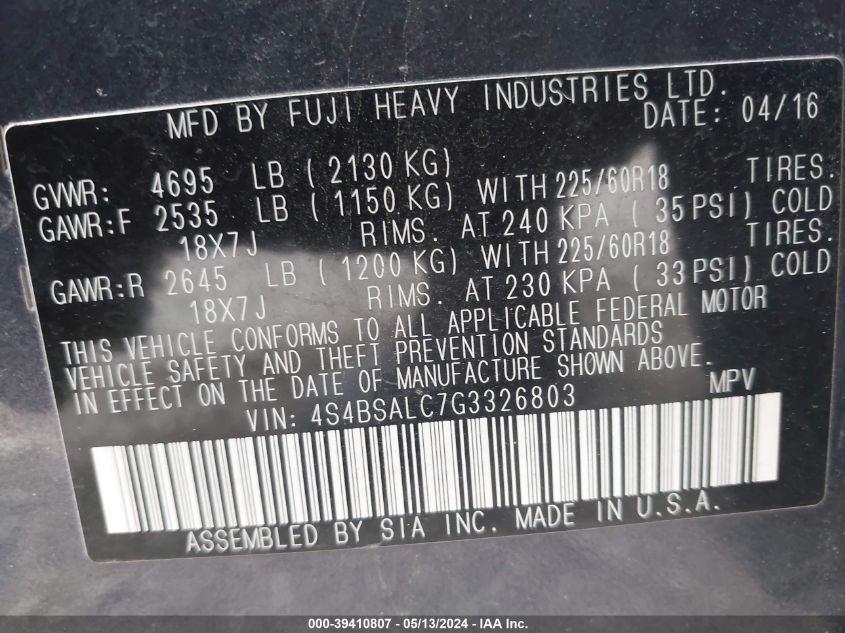 MFD BY FUJI HEAVY INDUSTRIES LTD.
DATE: 04/16
GVWR: 4695 LB ( 2130 KG)
GAWR:F 2535 LB ( 1150 KG) WITH 225/60R18 TIRES.
18X7J RIMS. AT 240 KPA ( 35 PSI) COLD
GAWR:R 2645 LB ( 1200 KG) WITH 225/60R18 TIRES.
18X7J RIMS. AT 230 KPA ( 33 PSI) COLD
THIS VEHICLE CONFORMS TO ALL APPLICABLE FEDERAL MOTOR
VEHICLE SAFETY AND THEFT PREVENTION STANDARDS
IN EFFECT ON THE DATE OF MANUFACTURE SHOWN ABOVE.
VIN: 4S4BSALC7G3326803 MPV
ASSEMBLED BY SIA INC. MADE IN U.S.A.
000-39410807 - 05/13/2024 - IAA Inc.